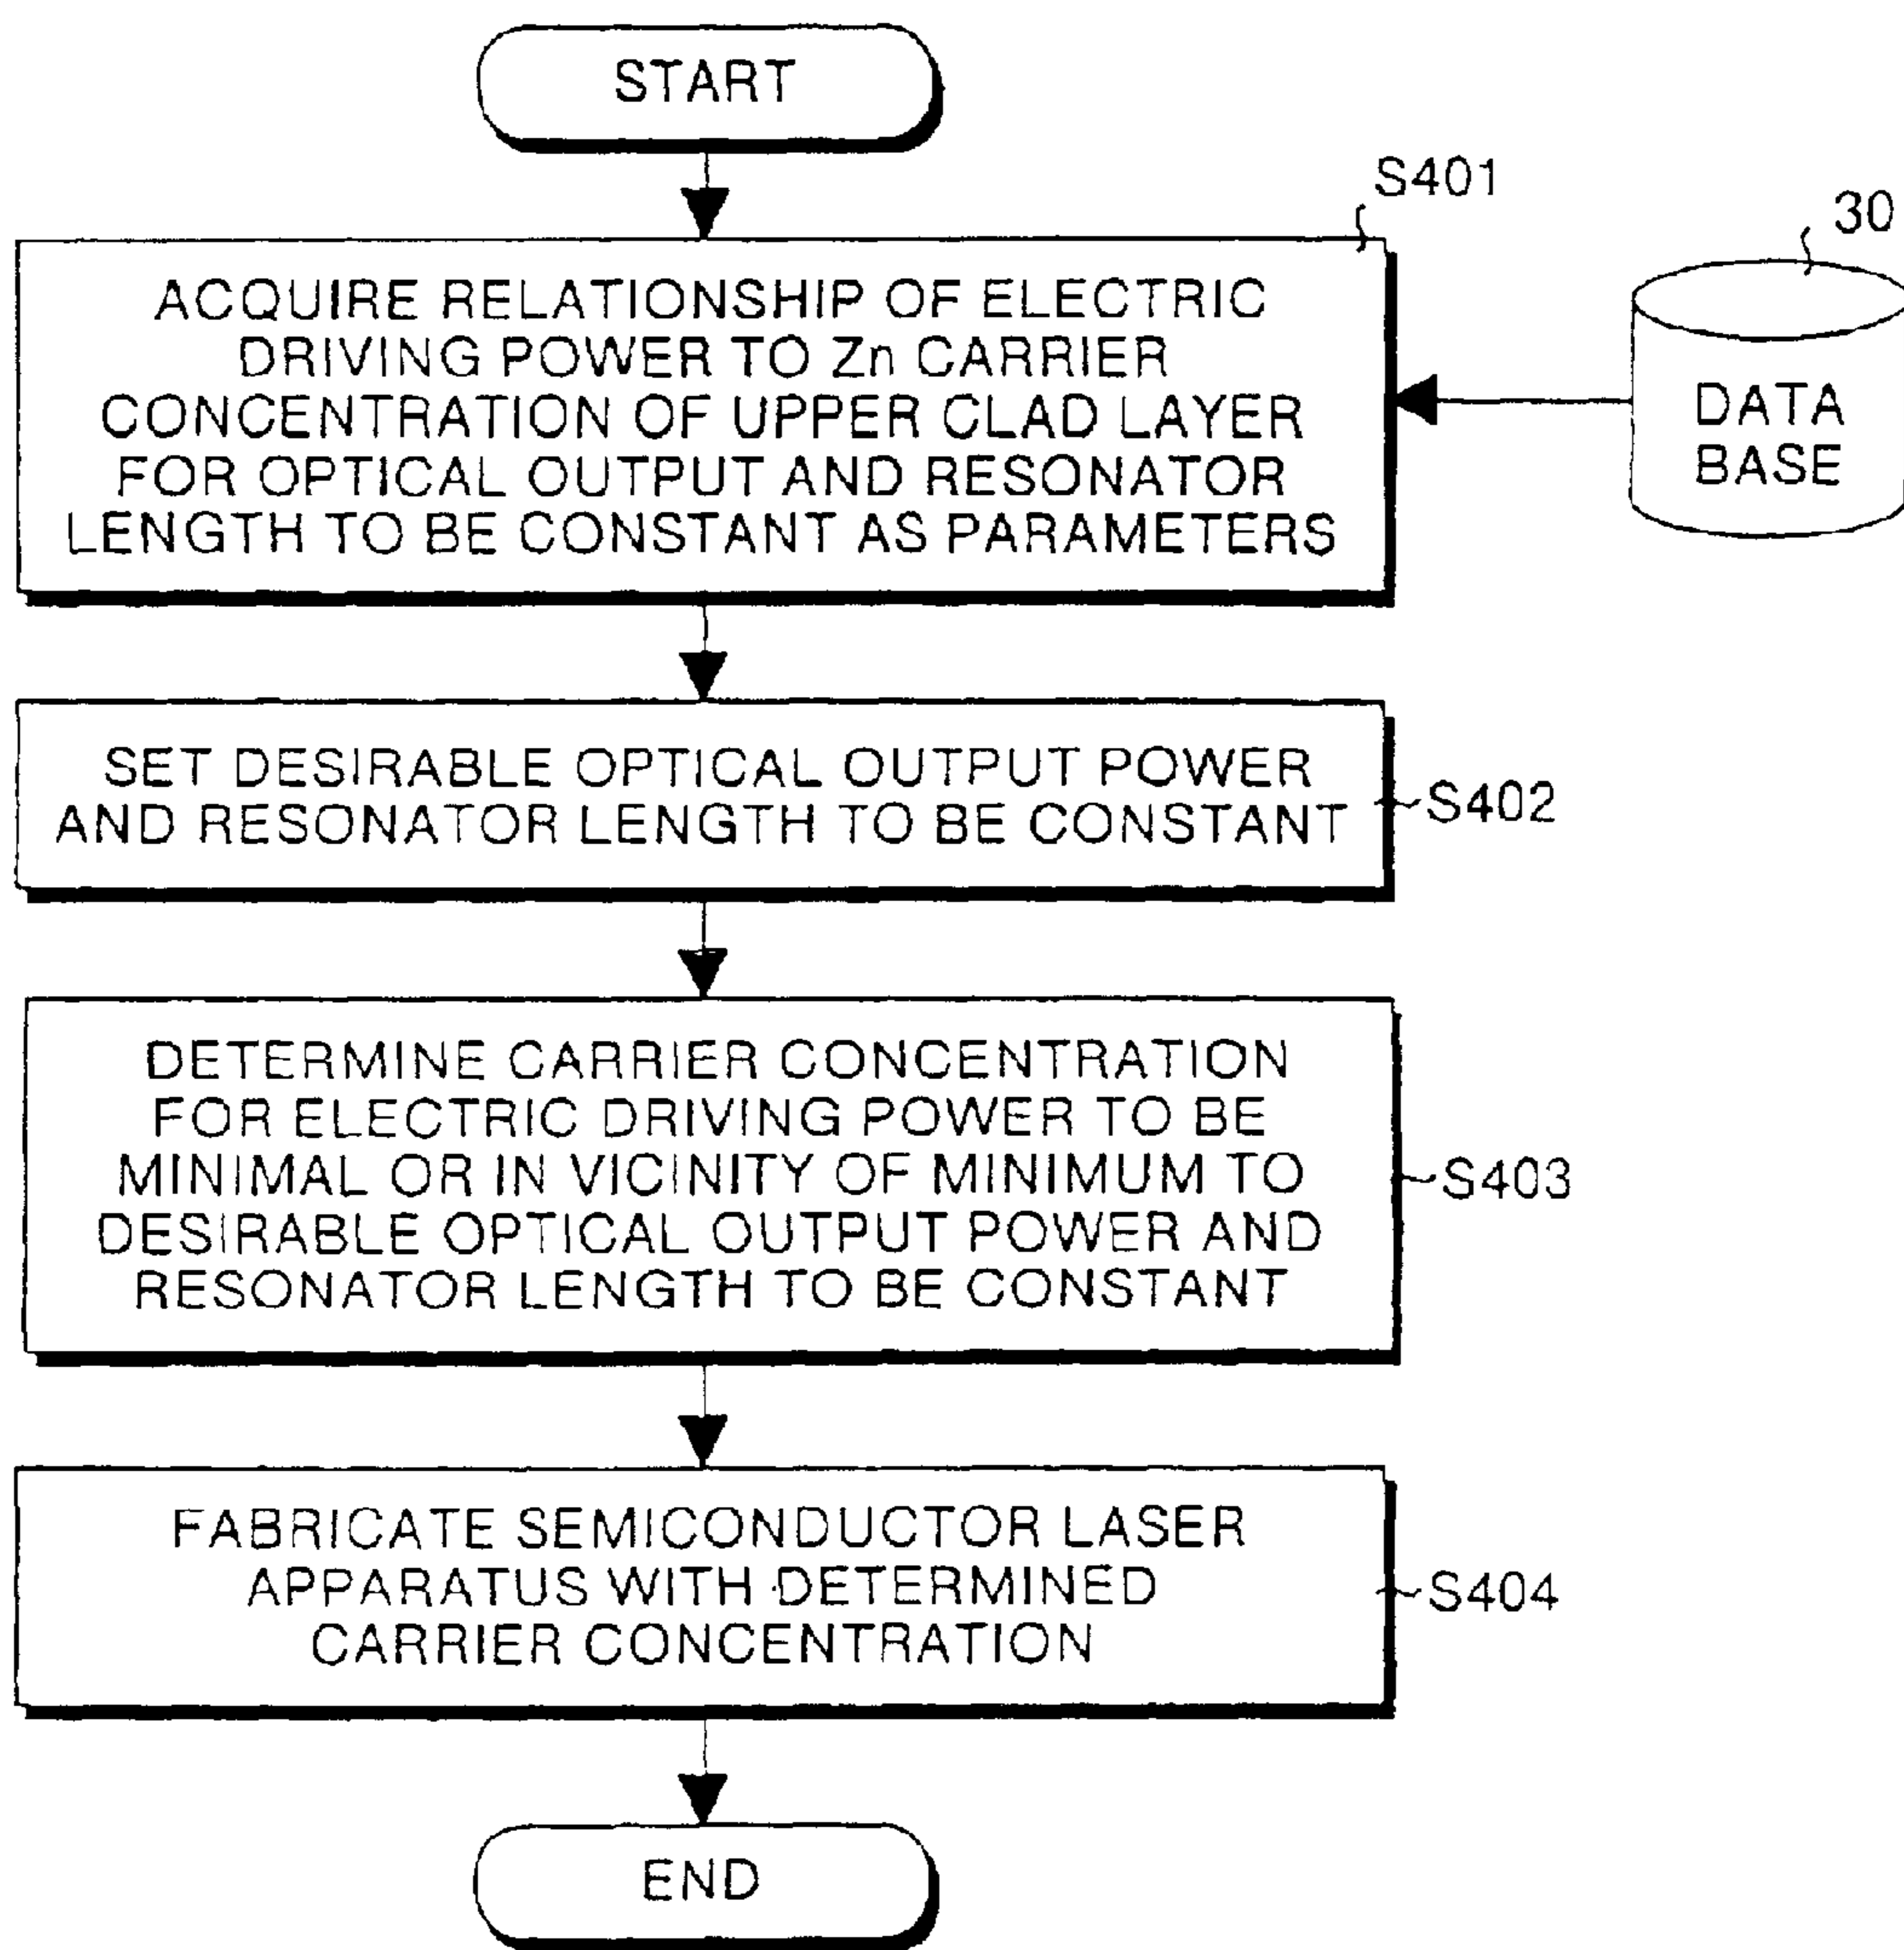 START
S401
30
ACQUIRE RELATIONSHIP OF ELECTRIC
DRIVING POWER TO Zn CARRIER
CONCENTRATION OF UPPER CLAD LAYER
FOR OPTICAL OUTPUT AND RESONATOR
LENGTH TO BE CONSTANT AS PARAMETERS
DATA
BASE
SET DESIRABLE OPTICAL OUTPUT POWER
AND RESONATOR LENGTH TO BE CONSTANT
S402
DETERMINE CARRIER CONCENTRATION
FOR ELECTRIC DRIVING POWER TO BE
MINIMAL OR IN VICINITY OF MINIMUM TO
DESIRABLE OPTICAL OUTPUT POWER AND
RESONATOR LENGTH TO BE CONSTANT
S403
FABRICATE SEMICONDUCTOR LASER
APPARATUS WITH DETERMINED
CARRIER CONCENTRATION
S404
END